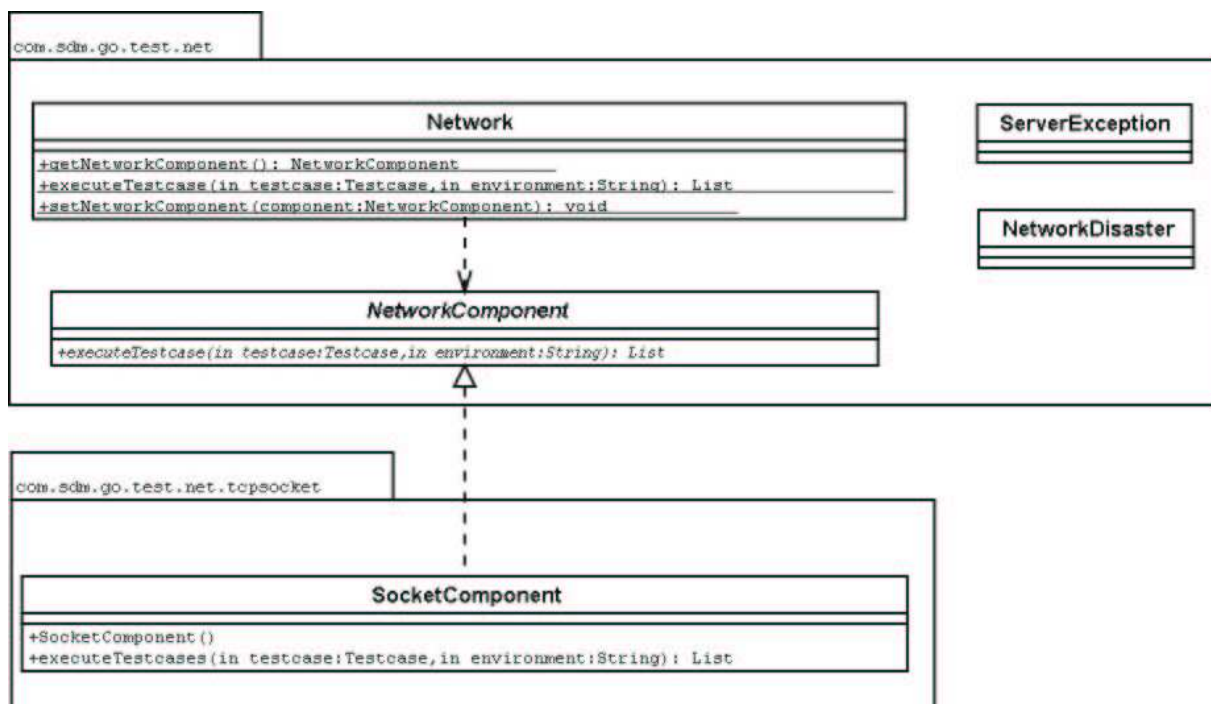 com.sdm.go.test.net
Network
+getNetworkComponent(): NetworkComponent
+executeTestcase(in testcase:Testcase,in environment:String): List
+setNetworkComponent(component:NetworkComponent): void
ServerException
NetworkDisaster
NetworkComponent
+executeTestcase(in testcase:Testcase,in environment:String): List
com.sdm.go.test.net.tcpsocket
SocketComponent
+SocketComponent()
+executeTestcases(in testcase:Testcase,in environment:String): List